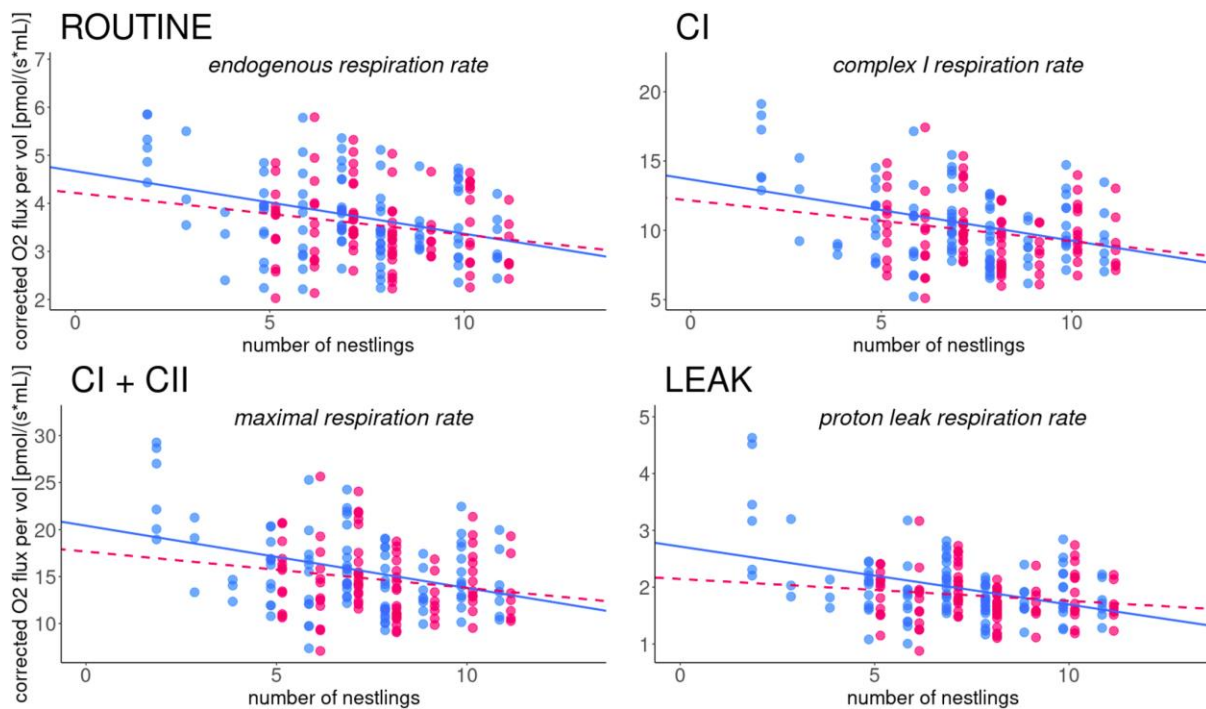 ROUTINE
endogenous respiration rate
corrected O2 flux per vol [pmol/(s*mL)]
7
6
5
4
3
2
0 5 10
number of nestlings
CI
complex I respiration rate
20
15
10
5
0 5 10
number of nestlings
CI + CII
maximal respiration rate
corrected O2 flux per vol [pmol/(s*mL)]
30
25
20
15
10
0 5 10
number of nestlings
LEAK
proton leak respiration rate
5
4
3
2
1
0 5 10
number of nestlings